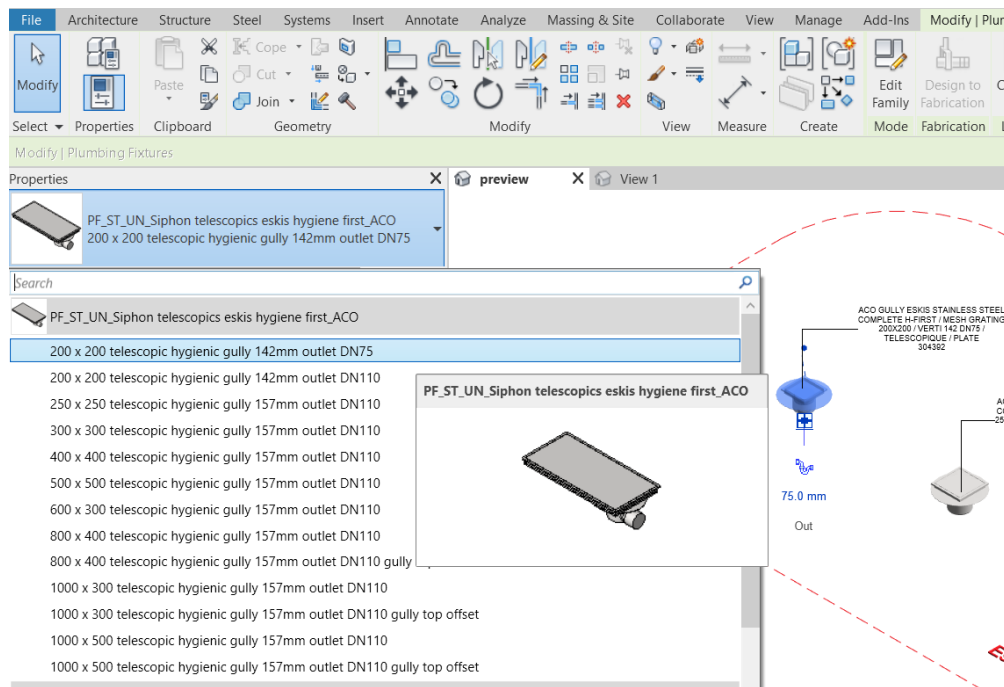 File Architecture Structure Steel Systems Insert Annotate Analyze Massing & Site Collaborate View Manage Add-Ins Modify | Plu
Cope
Cut
Join
Modify
Paste
Edit
Family
Design to
Fabrication
Select Properties Clipboard Geometry Modify View Measure Create Mode Fabrication
Modify | Plumbing Fixtures
Properties
preview
View 1
PF_ST_UN_Siphon telescopics eskis hygiene first_ACO
200 x 200 telescopic hygienic gully 142mm outlet DN75
Search
PF_ST_UN_Siphon telescopics eskis hygiene first_ACO
200 x 200 telescopic hygienic gully 142mm outlet DN75
200 x 200 telescopic hygienic gully 142mm outlet DN110
250 x 250 telescopic hygienic gully 157mm outlet DN110
300 x 300 telescopic hygienic gully 157mm outlet DN110
400 x 400 telescopic hygienic gully 157mm outlet DN110
500 x 500 telescopic hygienic gully 157mm outlet DN110
600 x 300 telescopic hygienic gully 157mm outlet DN110
800 x 400 telescopic hygienic gully 157mm outlet DN110
800 x 400 telescopic hygienic gully 157mm outlet DN110 gully
1000 x 300 telescopic hygienic gully 157mm outlet DN110
1000 x 300 telescopic hygienic gully 157mm outlet DN110 gully top offset
1000 x 500 telescopic hygienic gully 157mm outlet DN110
1000 x 500 telescopic hygienic gully 157mm outlet DN110 gully top offset
PF_ST_UN_Siphon telescopics eskis hygiene first_ACO
ACO GULLY ESKIS STAINLESS STEEL
COMPLETE H-FIRST / MESH GRATING
200X200 / VERTI 142 DN75 /
TELESCOPIQUE / PLATE
304392
75.0 mm
Out